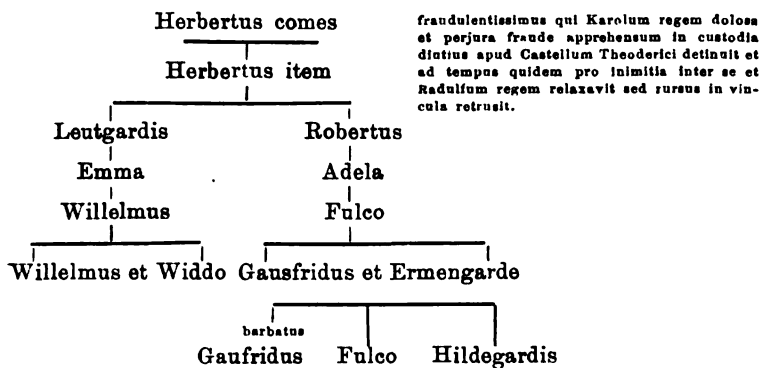 Herbertus comes
fraudulentissimus qui Karolum regem dolosa
et perjura fraude apprehensum in custodia
diutius apud Castellum Theoderici detinuit et
ad tempus quidem pro inimitia inter se et
Radulfum regem relaxavit sed rursus in vin-
cula retrusit.
Herbertus item
Leutgardis Robertus
Emma Adela
Willelmus Fulco
Willelmus et Widdo Gausfridus et Ermengarde
barbatus
Gaufridus Fulco Hildegardis